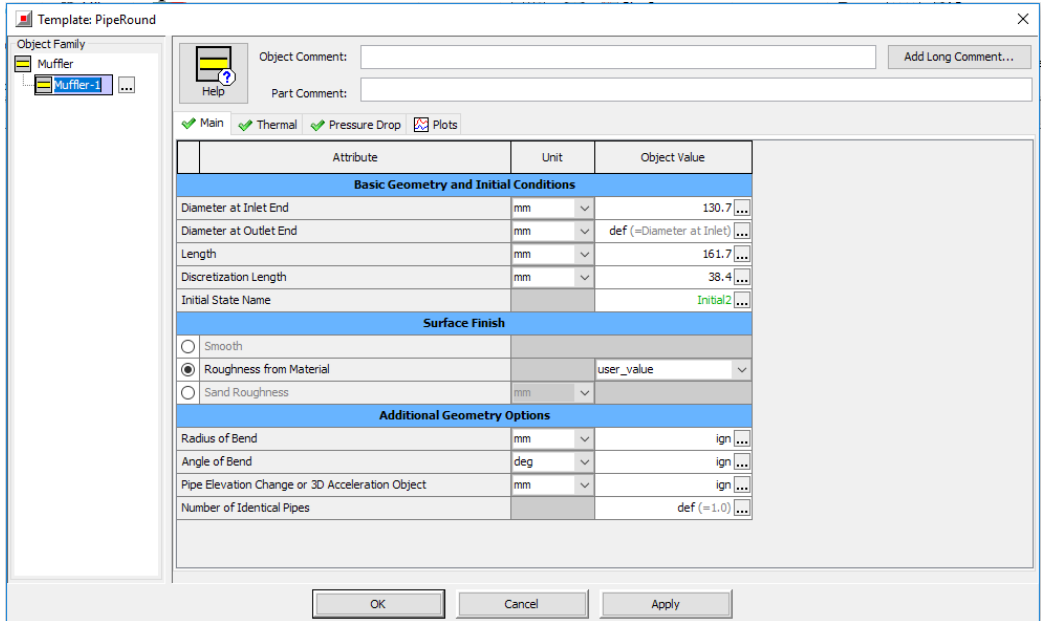 Template: PipeRound
Object Family
Muffler
Muffler-1
...
Help
Object Comment:
Add Long Comment...
Part Comment:
Main Thermal Pressure Drop Plots
Attribute Unit Object Value
Basic Geometry and Initial Conditions
Diameter at Inlet End mm 130.7 ...
Diameter at Outlet End mm def (=Diameter at Inlet) ...
Length mm 161.7 ...
Discretization Length mm 38.4 ...
Initial State Name Initial2 ...
Surface Finish
Smooth
Roughness from Material user_value
Sand Roughness mm
Additional Geometry Options
Radius of Bend mm ign ...
Angle of Bend deg ign ...
Pipe Elevation Change or 3D Acceleration Object mm ign ...
Number of Identical Pipes def (=1.0) ...
OK Cancel Apply